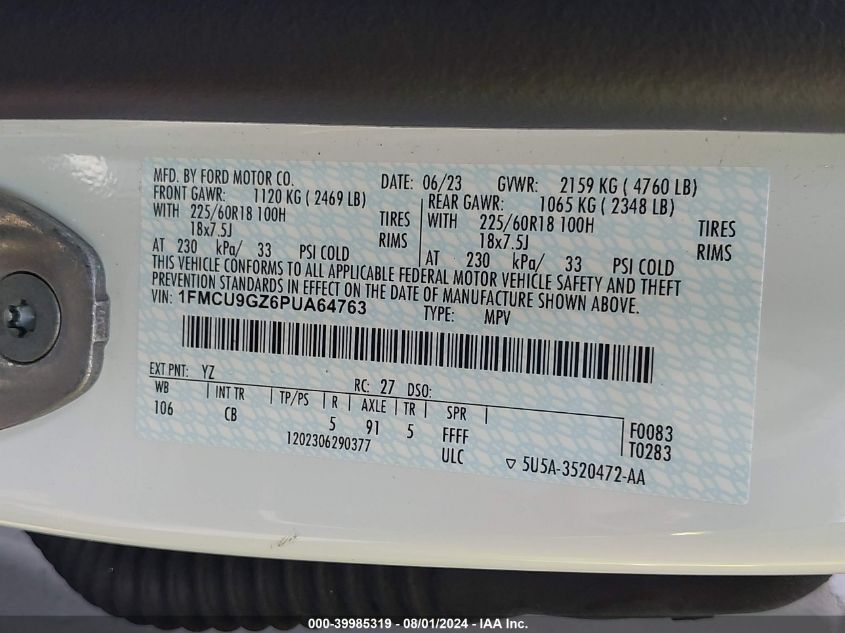 MFD. BY FORD MOTOR CO. DATE: 06/23 GVWR: 2159 KG ( 4760 LB)
FRONT GAWR: 1120 KG ( 2469 LB) REAR GAWR: 1065 KG ( 2348 LB)
WITH 225/60R18 100H TIRES WITH 225/60R18 100H TIRES
18x7.5J RIMS 18x7.5J RIMS
AT 230 kPa/ 33 PSI COLD AT 230 kPa/ 33 PSI COLD
THIS VEHICLE CONFORMS TO ALL APPLICABLE FEDERAL MOTOR VEHICLE SAFETY AND THEFT
PREVENTION STANDARDS IN EFFECT ON THE DATE OF MANUFACTURE SHOWN ABOVE.
VIN: 1FMCU9GZ6PUA64763 TYPE: MPV
EXT PNT: YZ RC: 27 DSO:
WB INT TR TP/PS R AXLE TR SPR
106 CB 5 91 5 FFFF F0083
1202306290377 ULC T0283
▽ 5U5A-3520472-AA
000-39985319 - 08/01/2024 - IAA Inc.